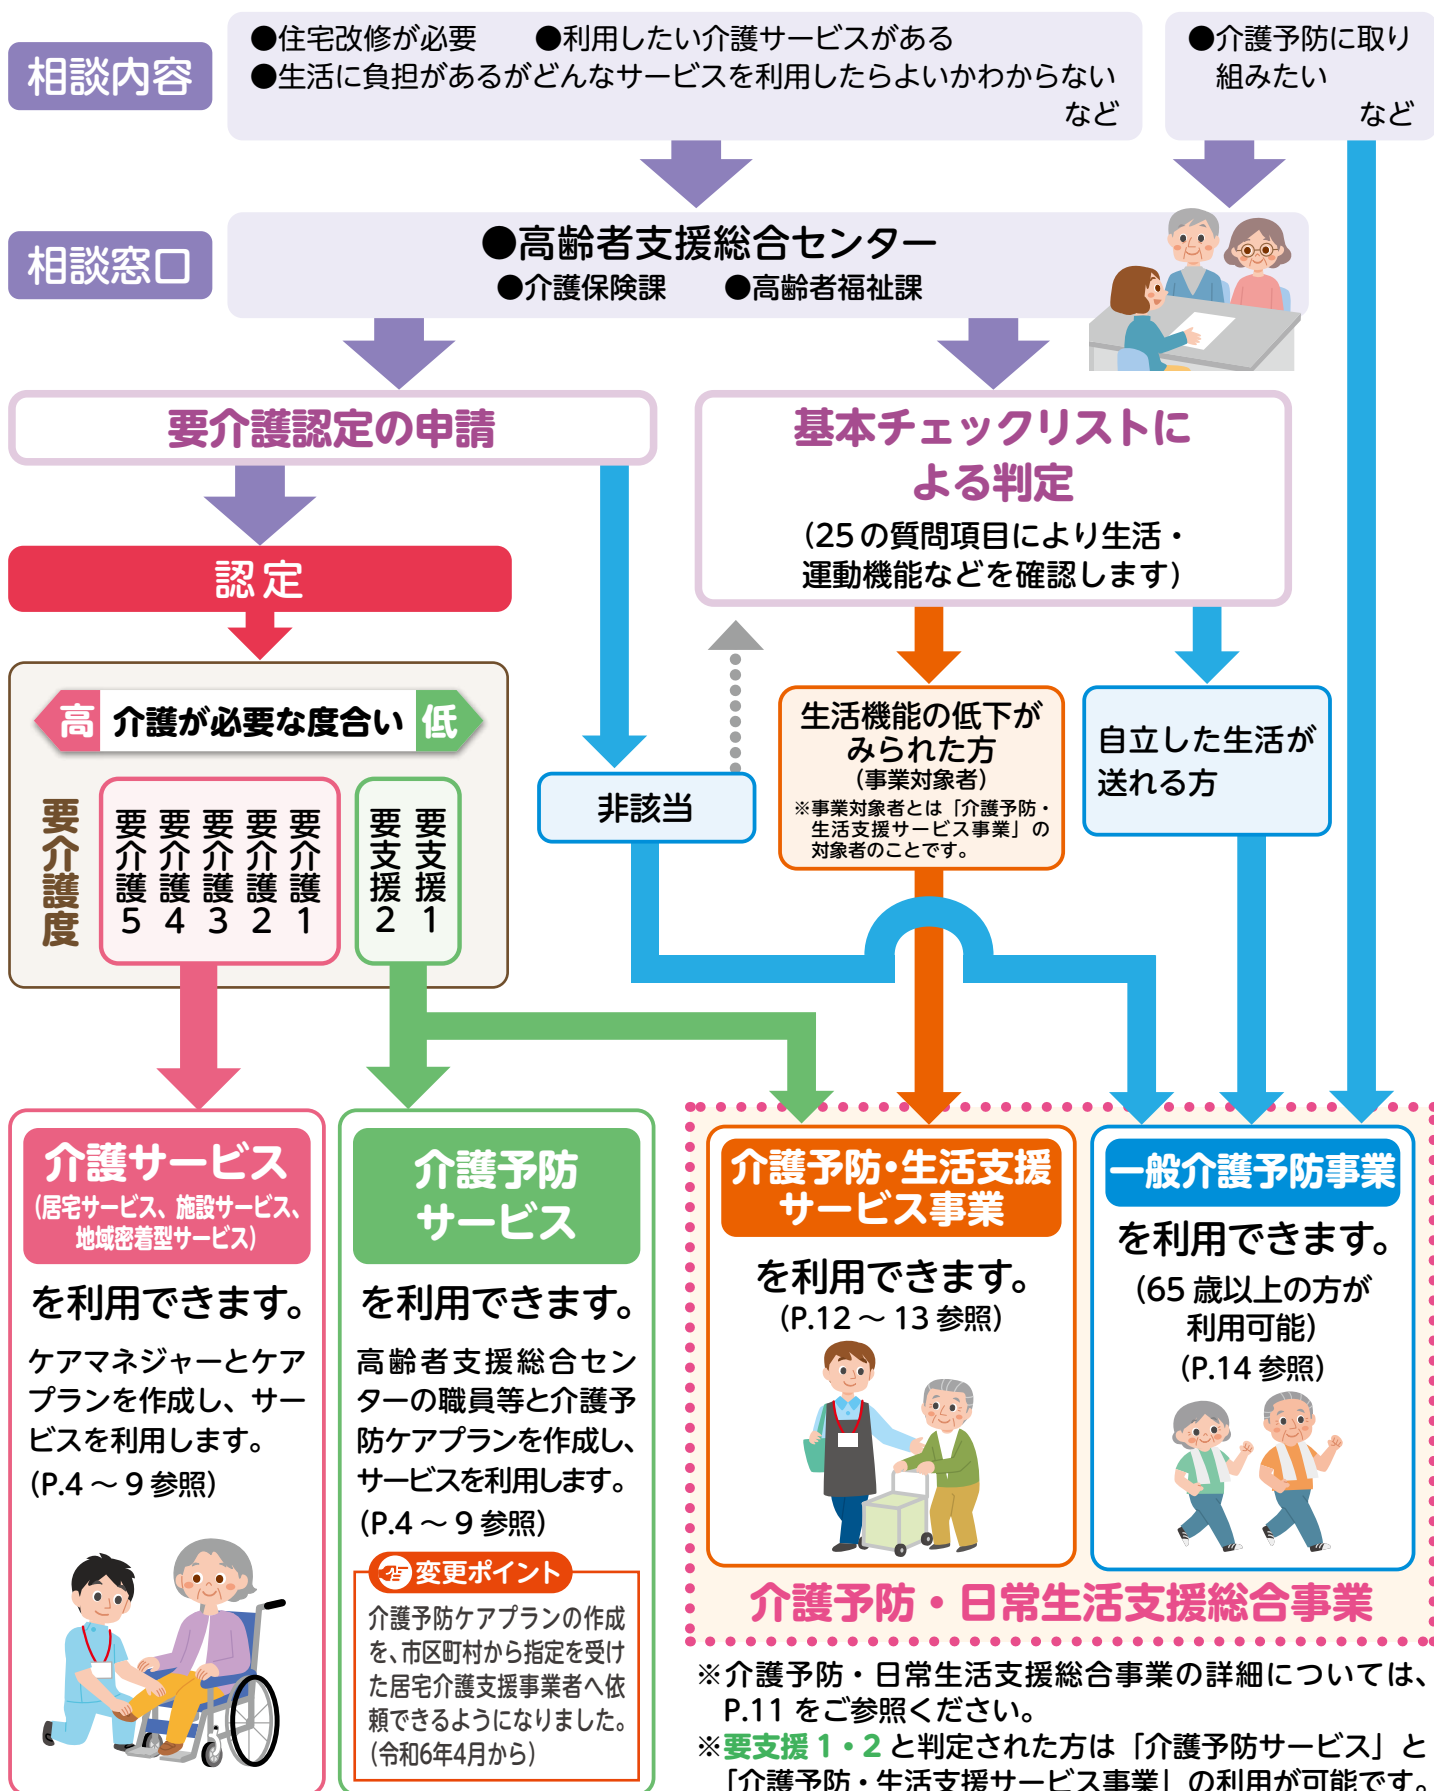 相談内容
●住宅改修が必要　●利用したい介護サービスがある
●生活に負担があるがどんなサービスを利用したらよいかわからない
など
●介護予防に取り
組みたい
など
相談窓口
●高齢者支援総合センター
●介護保険課　●高齢者福祉課
要介護認定の申請
基本チェックリストに
よる判定
(25の質問項目により生活・
運動機能などを確認します)
認定
高 介護が必要な度合い 低
要介護度
要介護5
要介護4
要介護3
要介護2
要介護1
要支援2
要支援1
非該当
生活機能の低下が
みられた方
(事業対象者)
※事業対象者とは「介護予防・
生活支援サービス事業」の
対象者のことです。
自立した生活が
送れる方
介護サービス
(居宅サービス、施設サービス、
地域密着型サービス)
を利用できます。
ケアマネジャーとケア
プランを作成し、サー
ビスを利用します。
(P.4～9参照)
介護予防
サービス
を利用できます。
高齢者支援総合セン
ターの職員等と介護予
防ケアプランを作成し、
サービスを利用します。
(P.4～9参照)
変更ポイント
介護予防ケアプランの作成
を、市区町村から指定を受け
た居宅介護支援事業者へ依
頼できるようになりました。
(令和6年4月から)
介護予防・生活支援
サービス事業
を利用できます。
(P.12～13参照)
一般介護予防事業
を利用できます。
(65歳以上の方が
利用可能)
(P.14参照)
介護予防・日常生活支援総合事業
※介護予防・日常生活支援総合事業の詳細については、
P.11をご参照ください。
※要支援1・2と判定された方は「介護予防サービス」と
「介護予防・生活支援サービス事業」の利用が可能です。